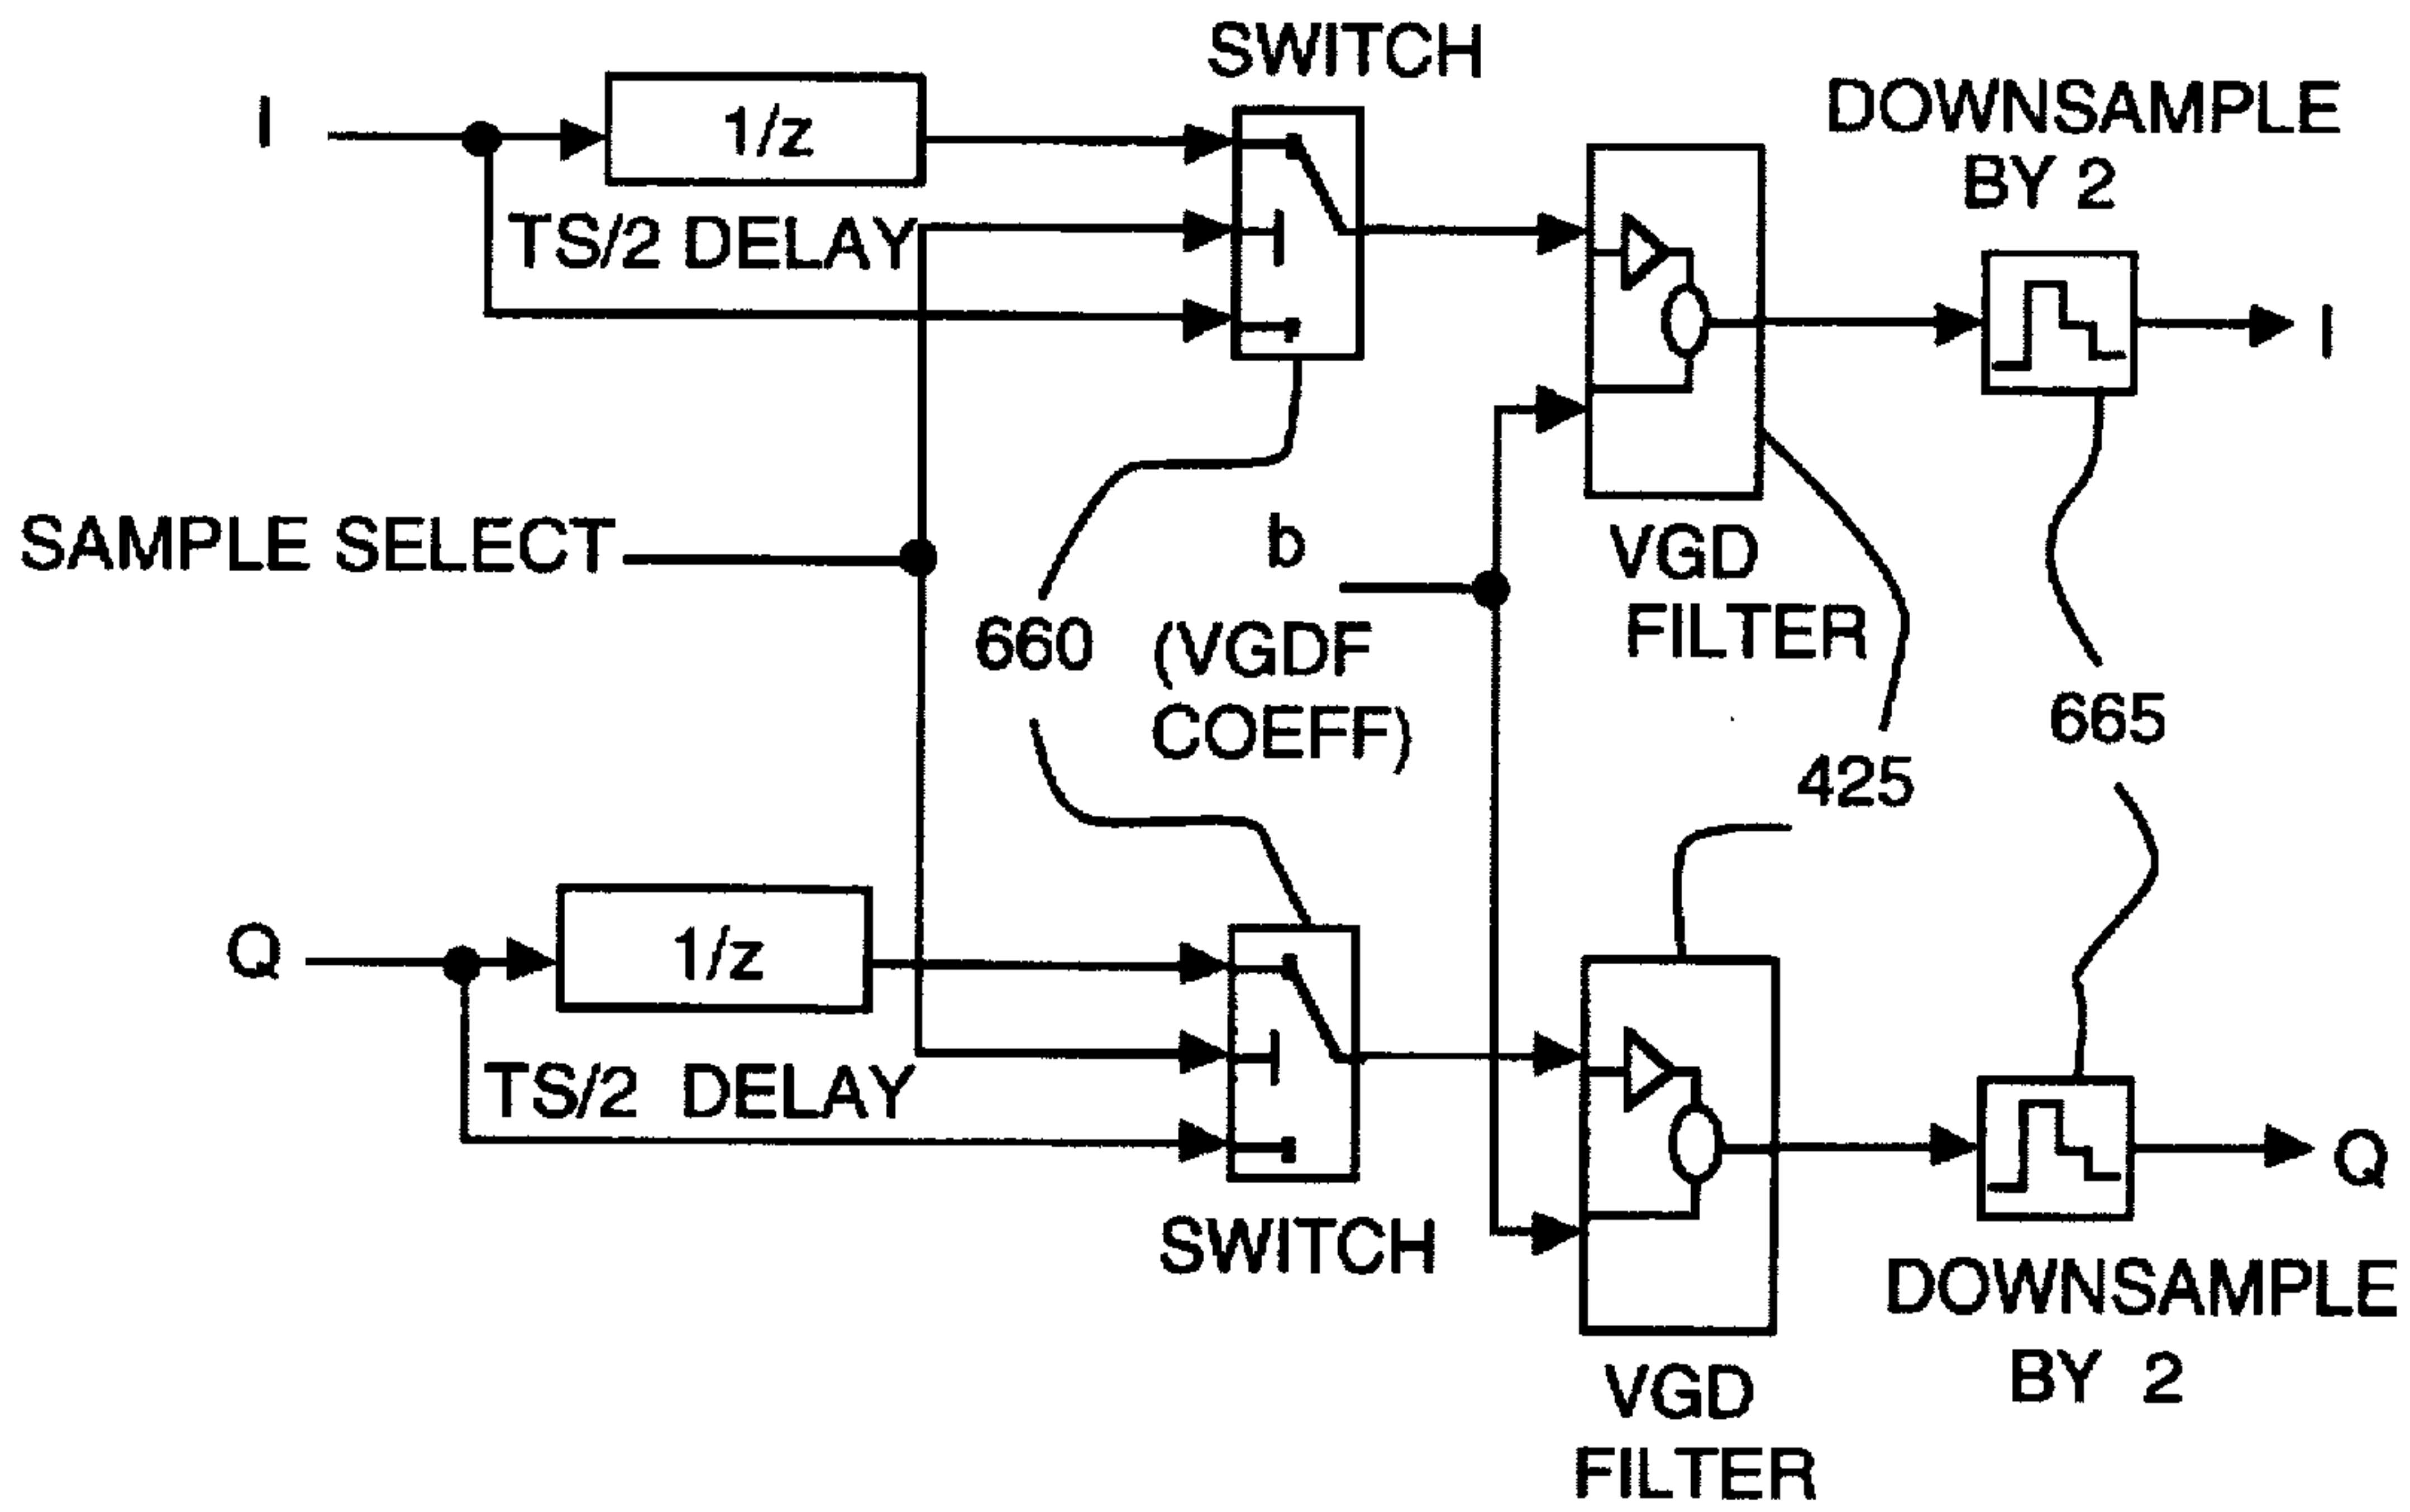 SWITCH
I
1/z
DOWNSAMPLE
BY 2
TS/2 DELAY
I
SAMPLE SELECT
b
VGD
FILTER
660
(VGDF
COEFF)
665
425
Q
1/z
TS/2 DELAY
Q
SWITCH
DOWNSAMPLE
BY 2
VGD
FILTER